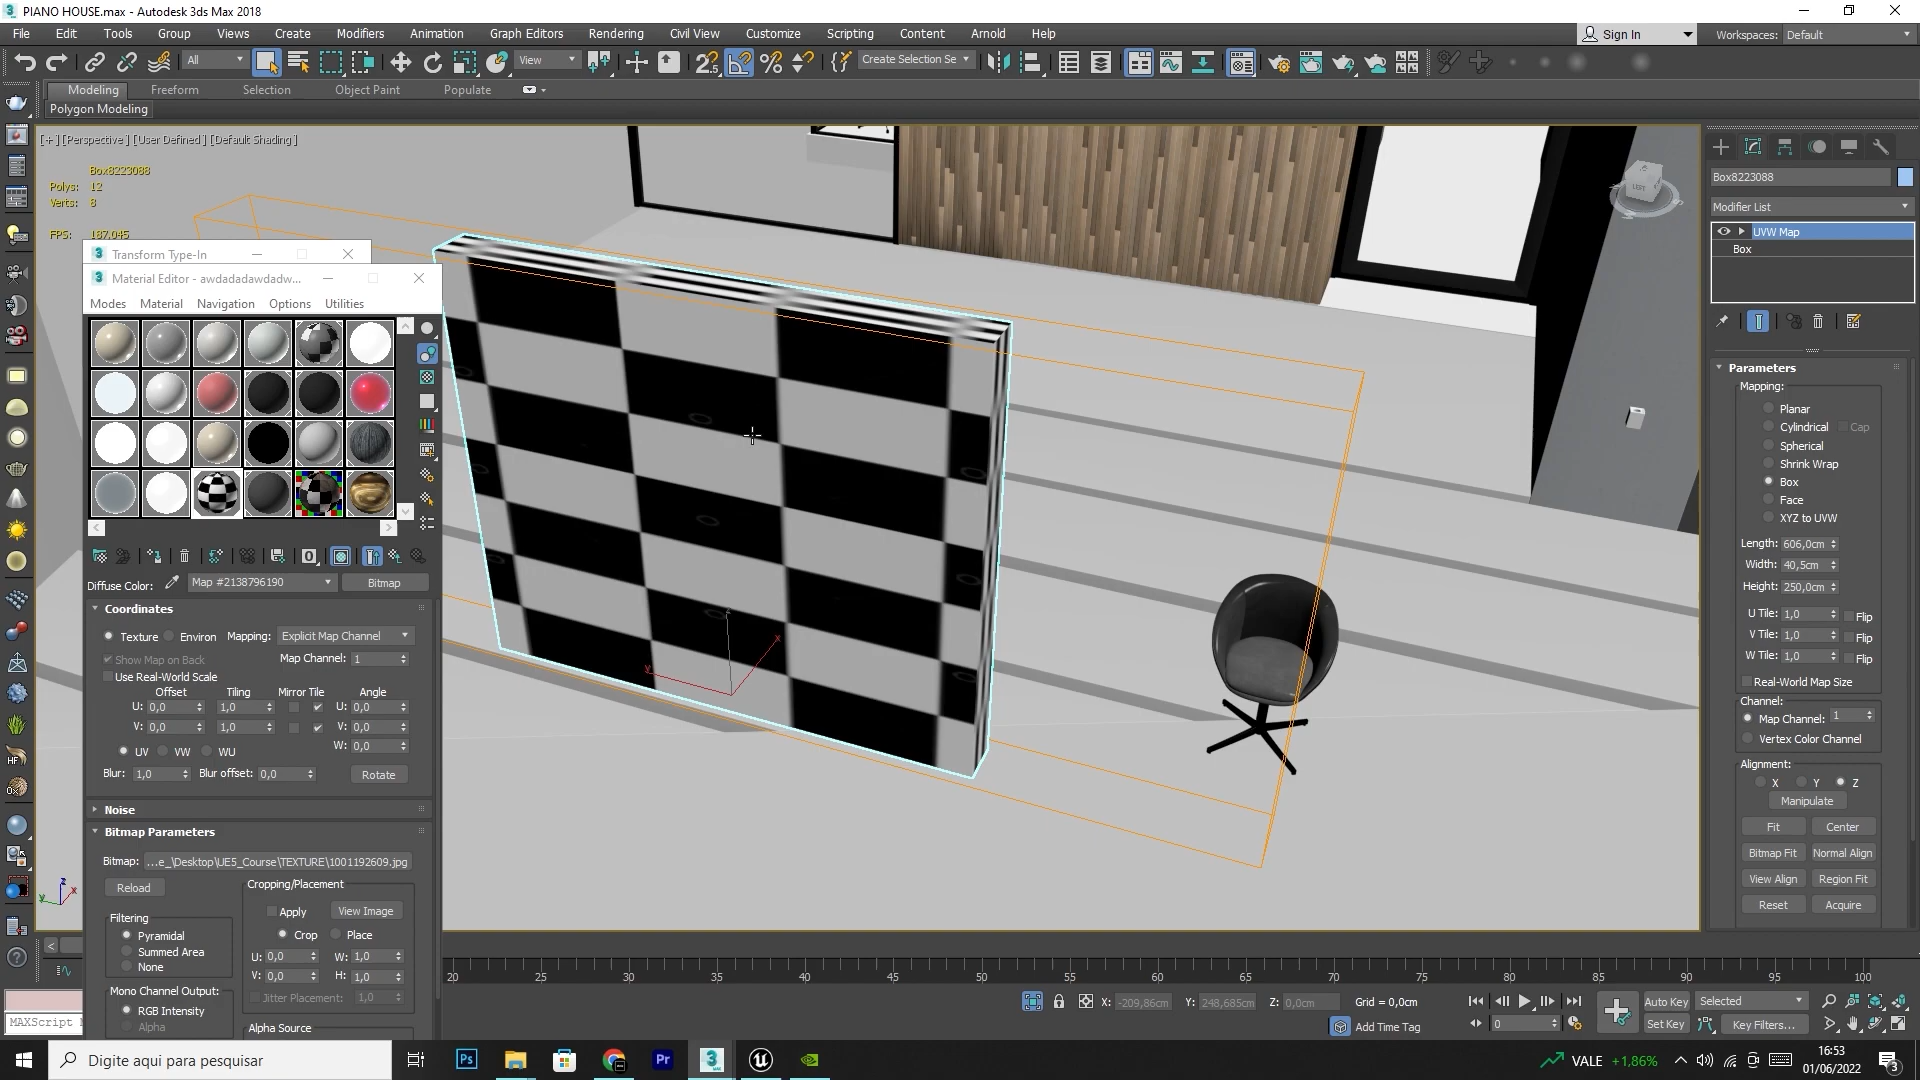 PIANO HOUSE.max - Autodesk 3ds Max 2018
File Edit Tools Group Views Create Modifiers Animation Graph Editors Rendering Civil View Customize Scripting Content Arnold Help
Sign In Workspaces: Default
All View Create Selection Se
Modeling Freeform Selection Object Paint Populate
Polygon Modeling
[+] [Perspective ] [User Defined ] [Default Shading ]
Box8223088
Polys: 12
Verts: 8
FPS: 187,045
Transform Type-In
Material Editor - awdadadawdadw...
Modes Material Navigation Options Utilities
Diffuse Color: Map #2138796190 Bitmap
Coordinates
Texture Environ Mapping: Explicit Map Channel
Show Map on Back Map Channel: 1
Use Real-World Scale
Offset Tiling Mirror Tile Angle
U: 0,0 1,0 U: 0,0
V: 0,0 1,0 V: 0,0
W: 0,0
UV VW WU
Blur: 1,0 Blur offset: 0,0 Rotate
Noise
Bitmap Parameters
Bitmap: ...e_\Desktop\UE5_Course\TEXTURE\1001192609.jpg
Reload
Cropping/Placement
Apply View Image
Crop Place
U: 0,0 W: 1,0
V: 0,0 H: 1,0
Jitter Placement: 1,0
Filtering
Pyramidal
Summed Area
None
Mono Channel Output:
RGB Intensity
Alpha
Alpha Source
z
x
y
LEFT
Box8223088
Modifier List
UVW Map
Box
Parameters
Mapping:
Planar
Cylindrical Cap
Spherical
Shrink Wrap
Box
Face
XYZ to UVW
Length: 606,0cm
Width: 40,5cm
Height: 250,0cm
U Tile: 1,0 Flip
V Tile: 1,0 Flip
W Tile: 1,0 Flip
Real-World Map Size
Channel:
Map Channel: 1
Vertex Color Channel
Alignment:
X Y Z
Manipulate
Fit Center
Bitmap Fit Normal Align
View Align Region Fit
Reset Acquire
20 25 30 35 40 45 50 55 60 65 70 75 80 85 90 95 100
X: -209,86cm Y: 248,685cm Z: 0,0cm Grid = 0,0cm
Add Time Tag
0
Auto Key Selected
Set Key Key Filters...
MAXScript
Digite aqui para pesquisar
Ps Pr 3
VALE +1,86%
16:53
01/06/2022
3